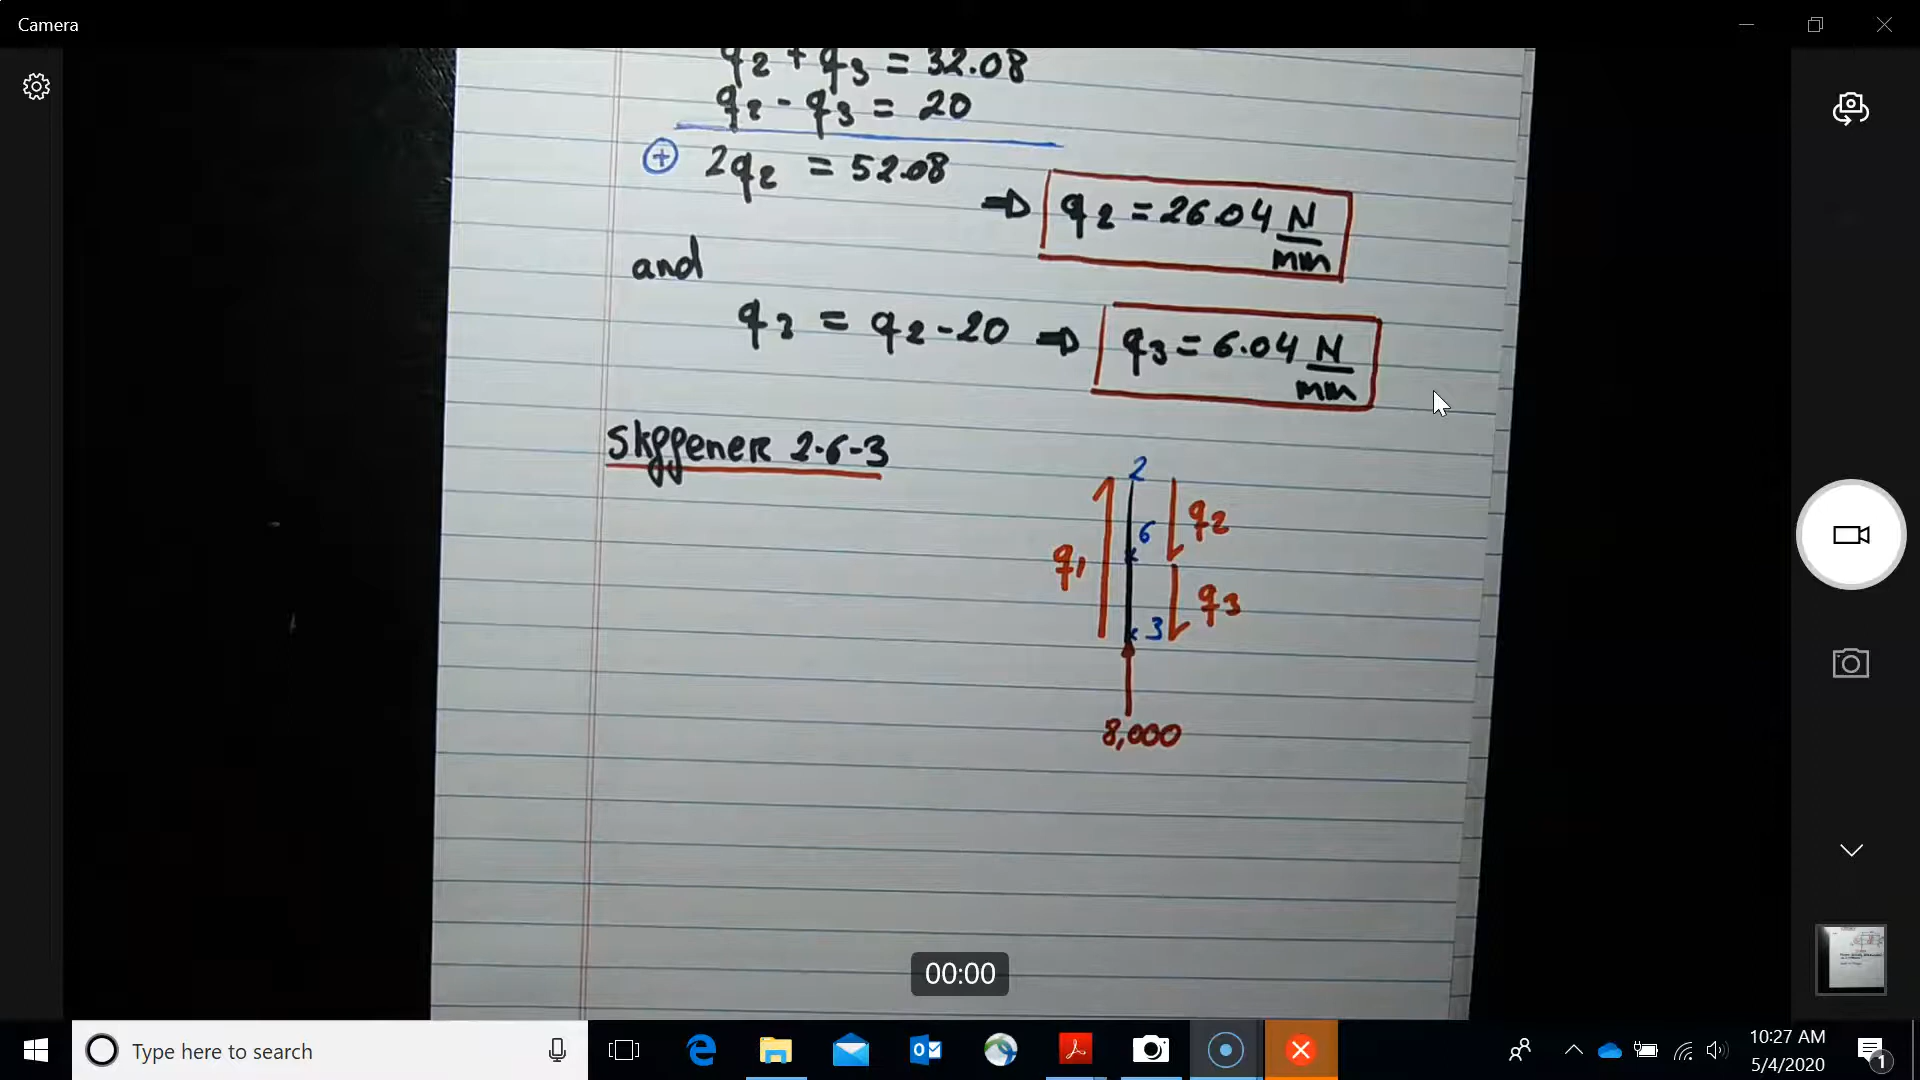 Camera
q2 + q3 = 32.08
q2 - q3 = 20
+ 2q2 = 52.08
⇒ q2 = 26.04 N/mm
and
q3 = q2 - 20 ⇒ q3 = 6.04 N/mm
Stiffener 2-6-3
2
6
q2
q1
q3
3
8,000
00:00
Type here to search
10:27 AM
5/4/2020
1